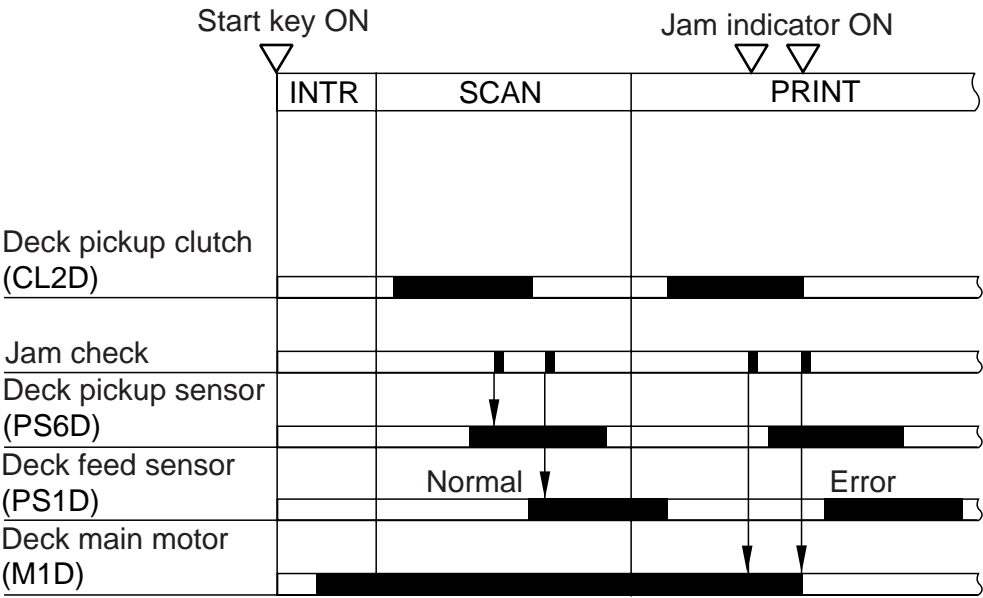 Start key ON
Jam indicator ON
INTR SCAN PRINT
Deck pickup clutch
(CL2D)
Jam check
Deck pickup sensor
(PS6D)
Deck feed sensor
(PS1D)
Normal Error
Deck main motor
(M1D)